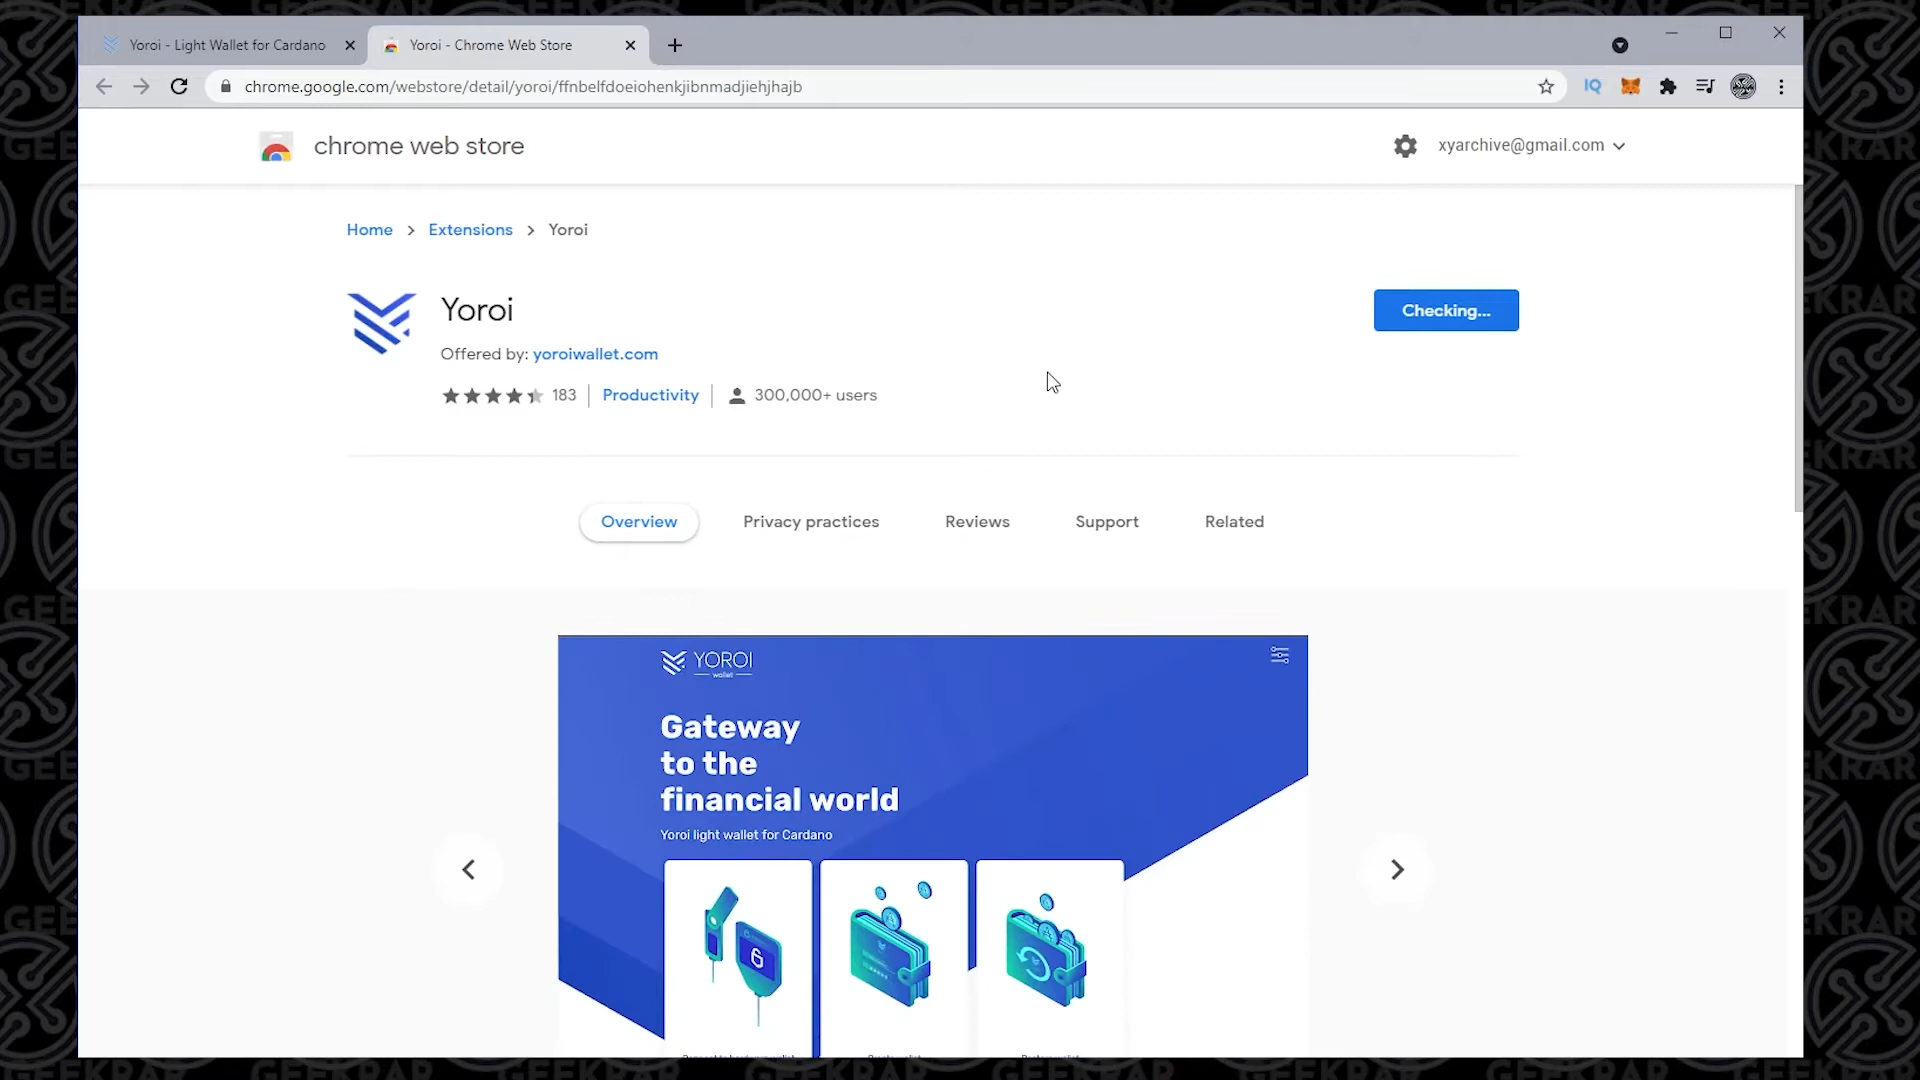 Yoroi - Light Wallet for Cardano
Yoroi - Chrome Web Store
chrome.google.com/webstore/detail/yoroi/ffnbelfdoeiohenkjibnmadjiehjhajb
IQ
chrome web store
xyarchive@gmail.com
Home > Extensions > Yoroi
Yoroi
Checking...
Offered by: yoroiwallet.com
183
Productivity
300,000+ users
Overview
Privacy practices
Reviews
Support
Related
YOROI
wallet
Gateway
to the
financial world
Yoroi light wallet for Cardano